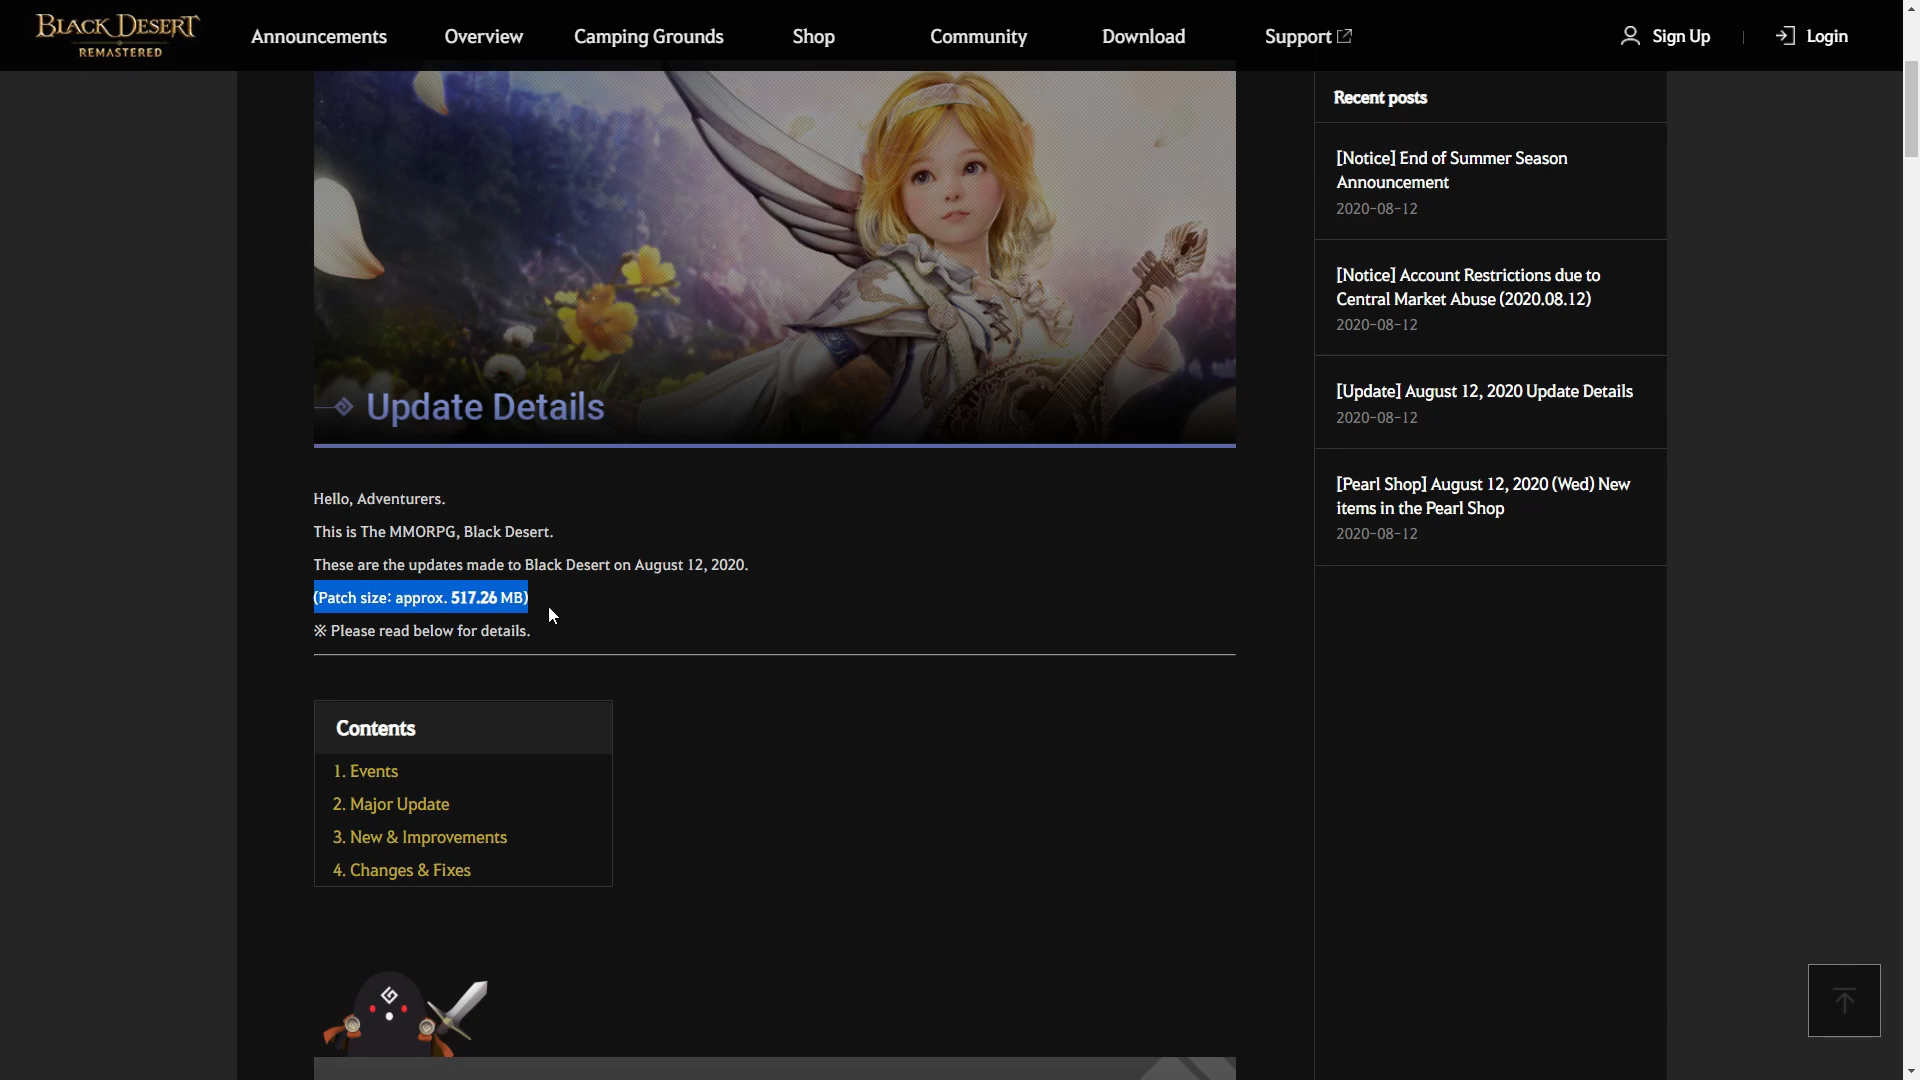 BLACK DESERT
REMASTERED
Announcements
Overview
Camping Grounds
Shop
Community
Download
Support
Sign Up
Login
Update Details
Hello, Adventurers.
This is The MMORPG, Black Desert.
These are the updates made to Black Desert on August 12, 2020.
(Patch size: approx. 517.26 MB)
※ Please read below for details.
Contents
1. Events
2. Major Update
3. New & Improvements
4. Changes & Fixes
Recent posts
[Notice] End of Summer Season
Announcement
2020-08-12
[Notice] Account Restrictions due to
Central Market Abuse (2020.08.12)
2020-08-12
[Update] August 12, 2020 Update Details
2020-08-12
[Pearl Shop] August 12, 2020 (Wed) New
items in the Pearl Shop
2020-08-12